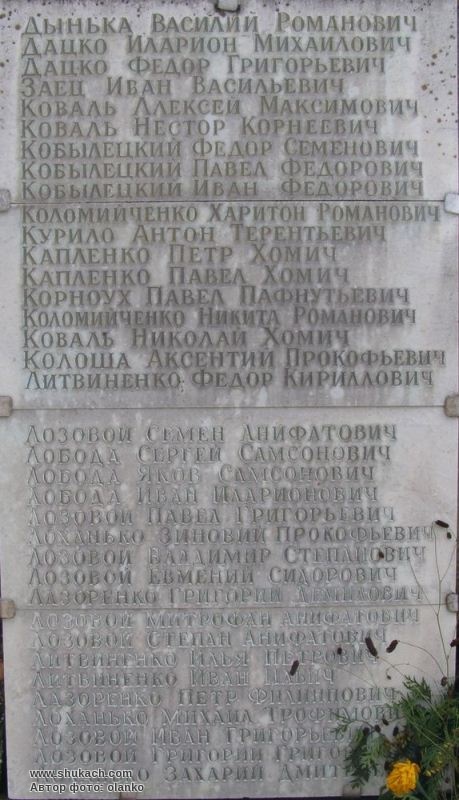 Дынька Василий Романович
Дацко Иларион Михайлович
Дацко Федор Григорьевич
Заец Иван Васильевич
Коваль Алексей Максимович
Коваль Нестор Корнеевич
Кобылецкий Федор Семенович
Кобылецкий Павел Федорович
Кобылецкий Иван Федорович
Коломийченко Харитон Романович
Курило Антон Терентьевич
Капленко Петр Хомич
Капленко Павел Хомич
Корноух Павел Пафнутьевич
Коломийченко Никита Романович
Коваль Николай Хомич
Колоша Аксентий Прокофьевич
Литвиненко Федор Кириллович
Лозовой Семен Анифатович
Лобода Сергей Самсонович
Лобода Яков Самсонович
Лобода Иван Иларионович
Лозовой Павел Григорьевич
Лоханько Зиновий Прокофьевич
Лозовой Владимир Степанович
Лозовой Евмений Сидорович
Лазоренко Григорий Демидович
Лозовой Митрофан Анифатович
Лозовой Степан Анифатович
Литвиненко Илья Петрович
Литвиненко Иван Ильич
Лазоренко Петр Филиппович
Лоханько Михаил Трофимович
Лозовой Иван Григорьевич
Лозовой Григорий
Захарий
www.shukach.com
Автор фото: olanko